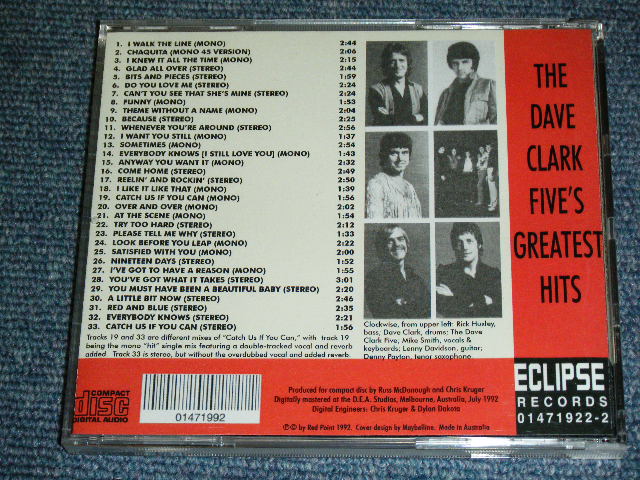 1. I WALK THE LINE (MONO) 2:44
2. CHAQUITA (MONO 45 VERSION) 2:06
3. I KNEW IT ALL THE TIME (MONO) 2:15
4. GLAD ALL OVER (STEREO) 2:44
5. BITS AND PIECES (STEREO) 1:59
6. DO YOU LOVE ME (STEREO) 2:24
7. CAN'T YOU SEE THAT SHE'S MINE (STEREO) 2:24
8. FUNNY (MONO) 1:53
9. THEME WITHOUT A NAME (MONO) 2:04
10. BECAUSE (STEREO) 2:25
11. WHENEVER YOU'RE AROUND (STEREO) 2:56
12. I WANT YOU STILL (MONO) 1:37
13. SOMETIMES (MONO) 2:54
14. EVERYBODY KNOWS [I STILL LOVE YOU] (MONO) 1:43
15. ANYWAY YOU WANT IT (MONO) 2:32
16. COME HOME (STEREO) 2:49
17. REELIN' AND ROCKIN' (STEREO) 2:50
18. I LIKE IT LIKE THAT (MONO) 1:39
19. CATCH US IF YOU CAN (MONO) 1:56
20. OVER AND OVER (MONO) 2:02
21. AT THE SCENE (MONO) 1:54
22. TRY TOO HARD (STEREO) 2:12
23. PLEASE TELL ME WHY (STEREO) 1:33
24. LOOK BEFORE YOU LEAP (MONO) 2:22
25. SATISFIED WITH YOU (MONO) 2:00
26. NINETEEN DAYS (STEREO) 1:52
27. I'VE GOT TO HAVE A REASON (MONO) 1:55
28. YOU'VE GOT WHAT IT TAKES (STEREO) 3:01
29. YOU MUST HAVE BEEN A BEAUTIFUL BABY (STEREO) 2:20
30. A LITTLE BIT NOW (STEREO) 2:46
31. RED AND BLUE (STEREO) 2:35
32. EVERYBODY KNOWS (STEREO) 2:21
33. CATCH US IF YOU CAN (STEREO) 1:56
Tracks 19 and 33 are different mixes of "Catch Us If You Can," with track 19
being the mono "hit" single mix featuring a double-tracked vocal and reverb
added. Track 33 is stereo, but without the overdubbed vocal and added reverb.
Clockwise, from upper left: Rick Huxley,
bass, Dave Clark, drums; The Dave
Clark Five; Mike Smith, vocals &
keyboards; Lenny Davidson, guitar;
Denny Payton, tenor saxophone.
THE
DAVE
CLARK
FIVE'S
GREATEST
HITS
COMPACT
disc
DIGITAL AUDIO
01471992
Produced for compact disc by Russ McDonough and Chris Kruger
Digitally mastered at the D.E.A. Studios, Melbourne, Australia, July 1992
Digital Engineers: Chris Kruger & Dylan Dakota
℗© by Red Point 1992. Cover design by Maybelline. Made in Australia
ECLIPSE
RECORDS
01471922-2